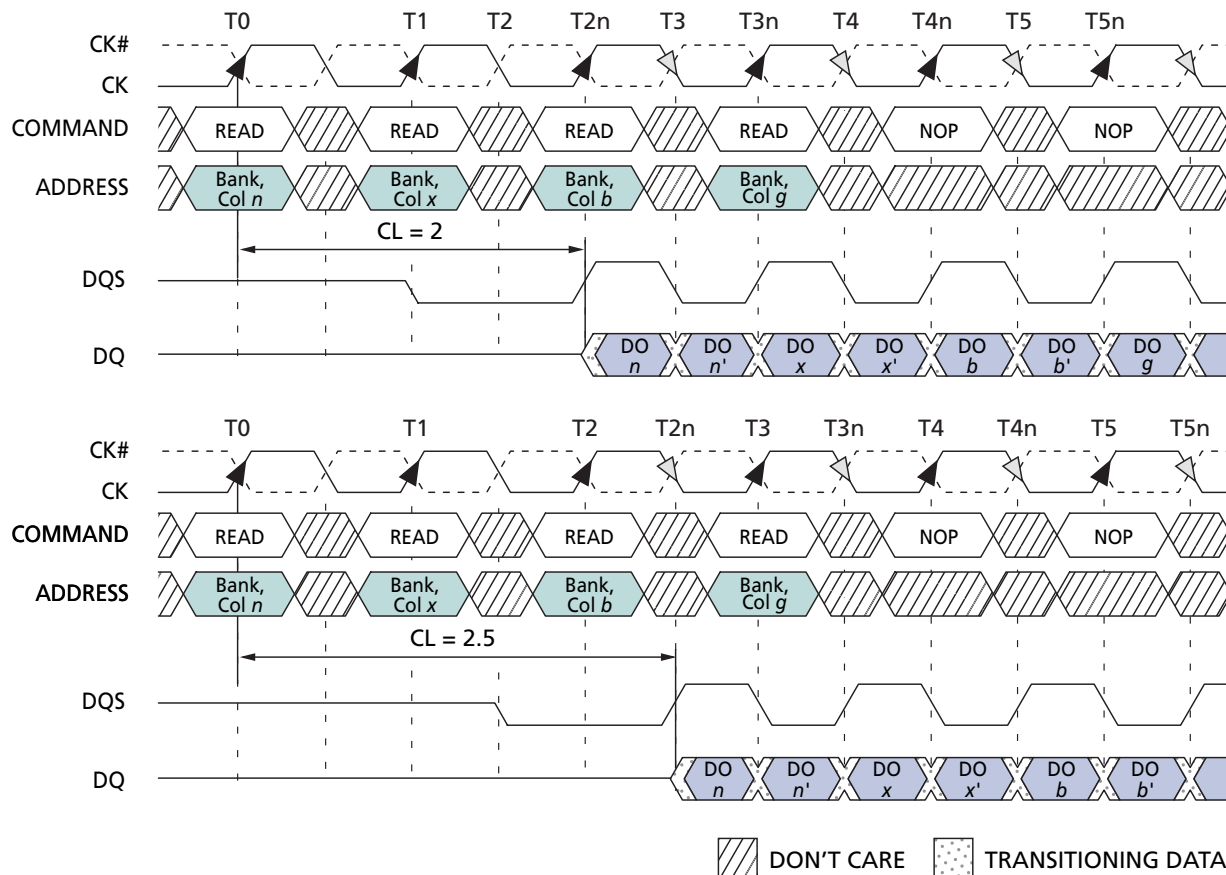 T0 T1 T2 T2n T3 T3n T4 T4n T5 T5n
CK#
CK
COMMAND READ READ READ READ NOP NOP
ADDRESS Bank, Col n Bank, Col x Bank, Col b Bank, Col g
CL = 2
DQS
DQ DO n DO n' DO x DO x' DO b DO b' DO g
T0 T1 T2 T2n T3 T3n T4 T4n T5 T5n
CK#
CK
COMMAND READ READ READ READ NOP NOP
ADDRESS Bank, Col n Bank, Col x Bank, Col b Bank, Col g
CL = 2.5
DQS
DQ DO n DO n' DO x DO x' DO b DO b'
DON'T CARE TRANSITIONING DATA